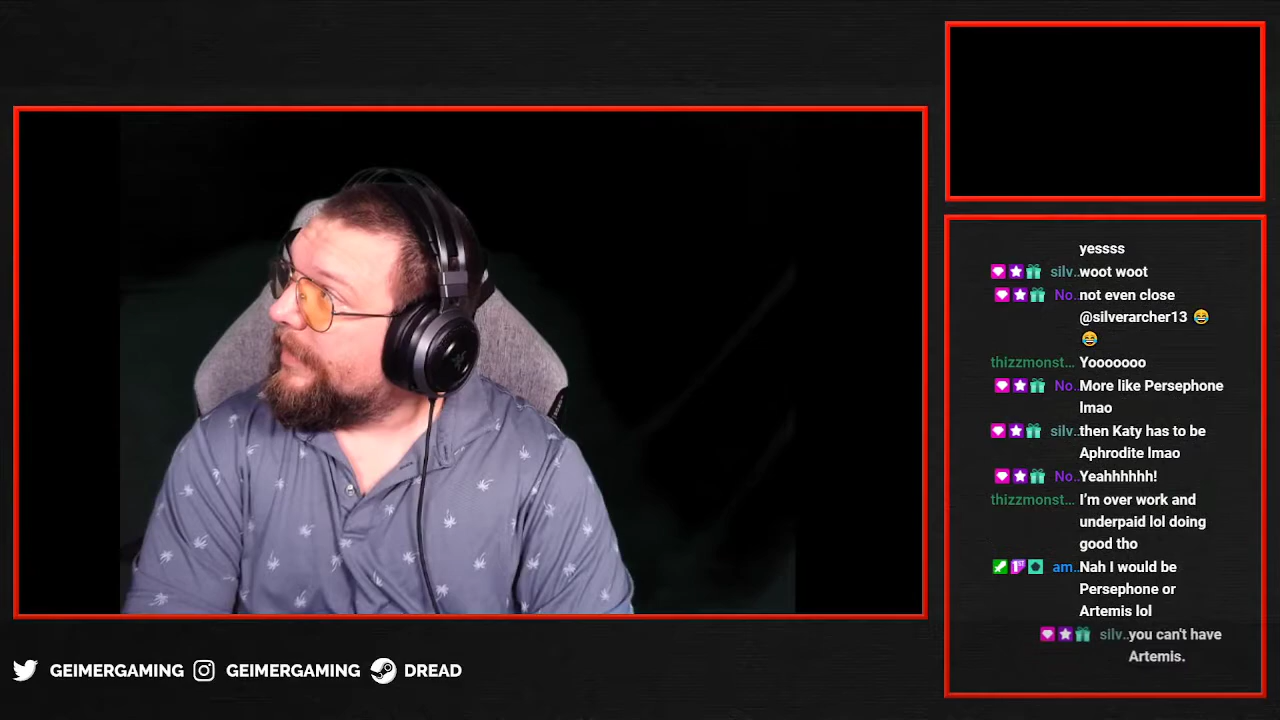 yessss
silv..woot woot
No..not even close
@silverarcher13 😂
😂
thizzmonst... Yooooooo
No..More like Persephone
lmao
silv..then Katy has to be
Aphrodite lmao
No..Yeahhhhhh!
thizzmonst... I'm over work and
underpaid lol doing
good tho
am..Nah I would be
Persephone or
Artemis lol
silv..you can't have
Artemis.
GEIMERGAMING GEIMERGAMING DREAD